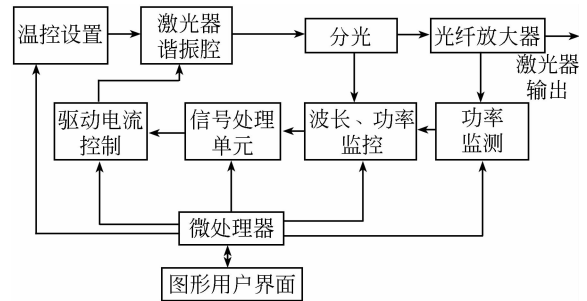 温控设置
激光器
谐振腔
分光
光纤放大器
激光器
输出
驱动电流
控制
信号处理
单元
波长、功率
监控
功率
监测
微处理器
图形用户界面